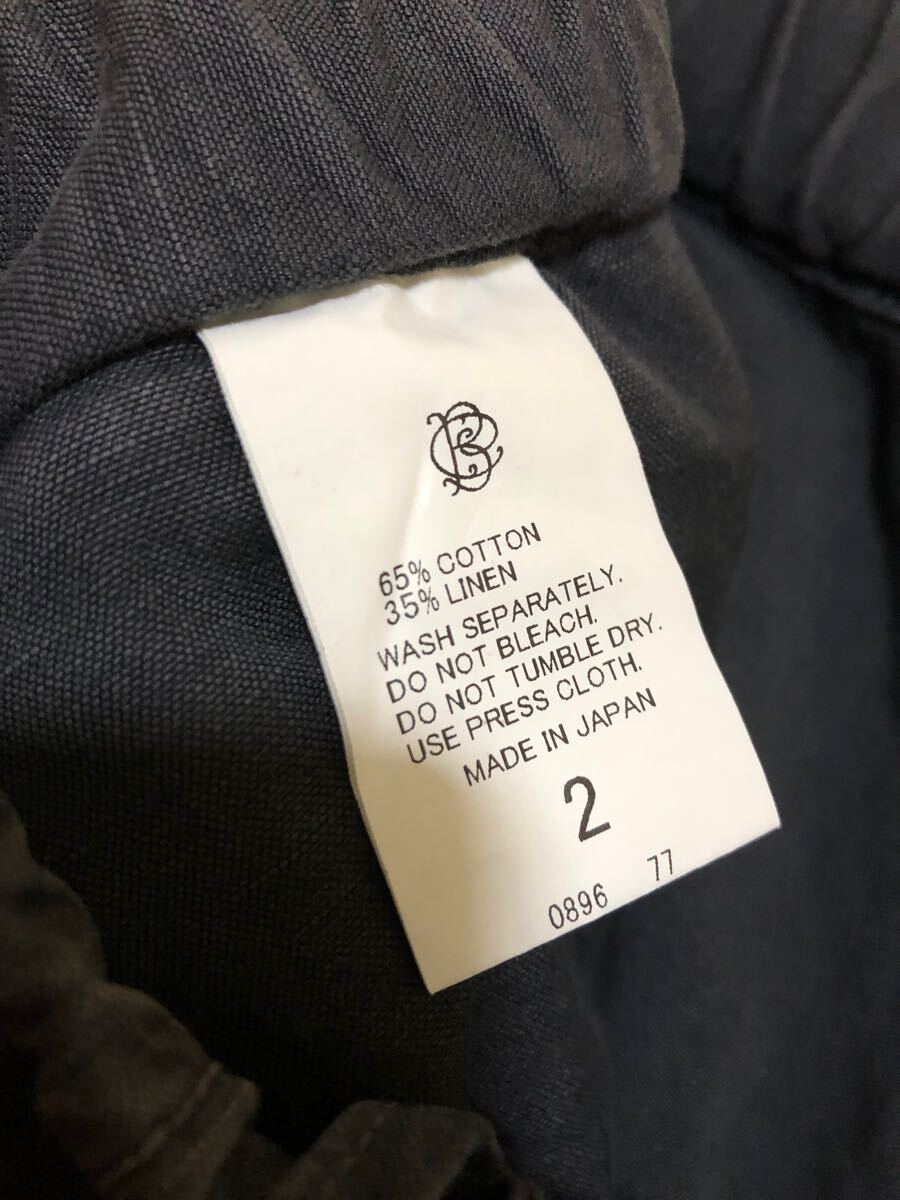 65% COTTON
35% LINEN
WASH SEPARATELY.
DO NOT BLEACH.
DO NOT TUMBLE DRY.
USE PRESS CLOTH.
MADE IN JAPAN
2
0896 77